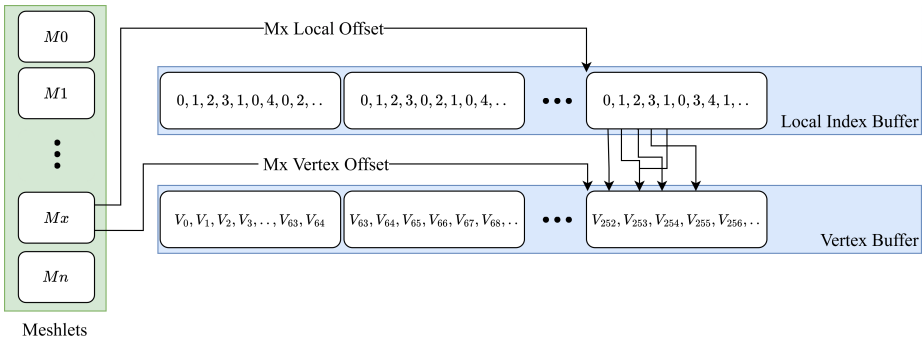 M0
M1
Mx
Mn
Meshlets
Mx Local Offset
0, 1, 2, 3, 1, 0, 4, 0, 2, ..
0, 1, 2, 3, 0, 2, 1, 0, 4, ..
0, 1, 2, 3, 1, 0, 3, 4, 1, ..
Local Index Buffer
Mx Vertex Offset
V0, V1, V2, V3, .., V63, V64
V63, V64, V65, V66, V67, V68, ..
V252, V253, V254, V255, V256, ..
Vertex Buffer